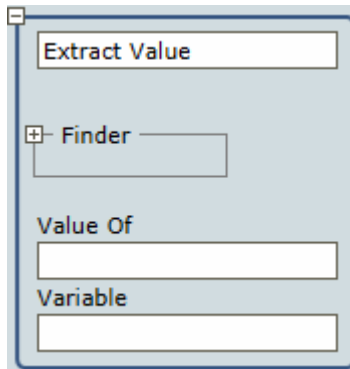 Extract Value
Finder
Value Of
Variable